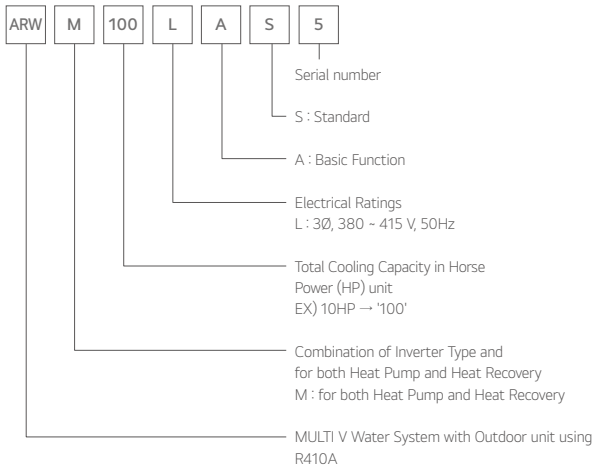 ARW M 100 L A S 5
Serial number
S : Standard
A : Basic Function
Electrical Ratings
L : 3Ø, 380 ~ 415 V, 50Hz
Total Cooling Capacity in Horse
Power (HP) unit
EX) 10HP → '100'
Combination of Inverter Type and
for both Heat Pump and Heat Recovery
M : for both Heat Pump and Heat Recovery
MULTI V Water System with Outdoor unit using
R410A